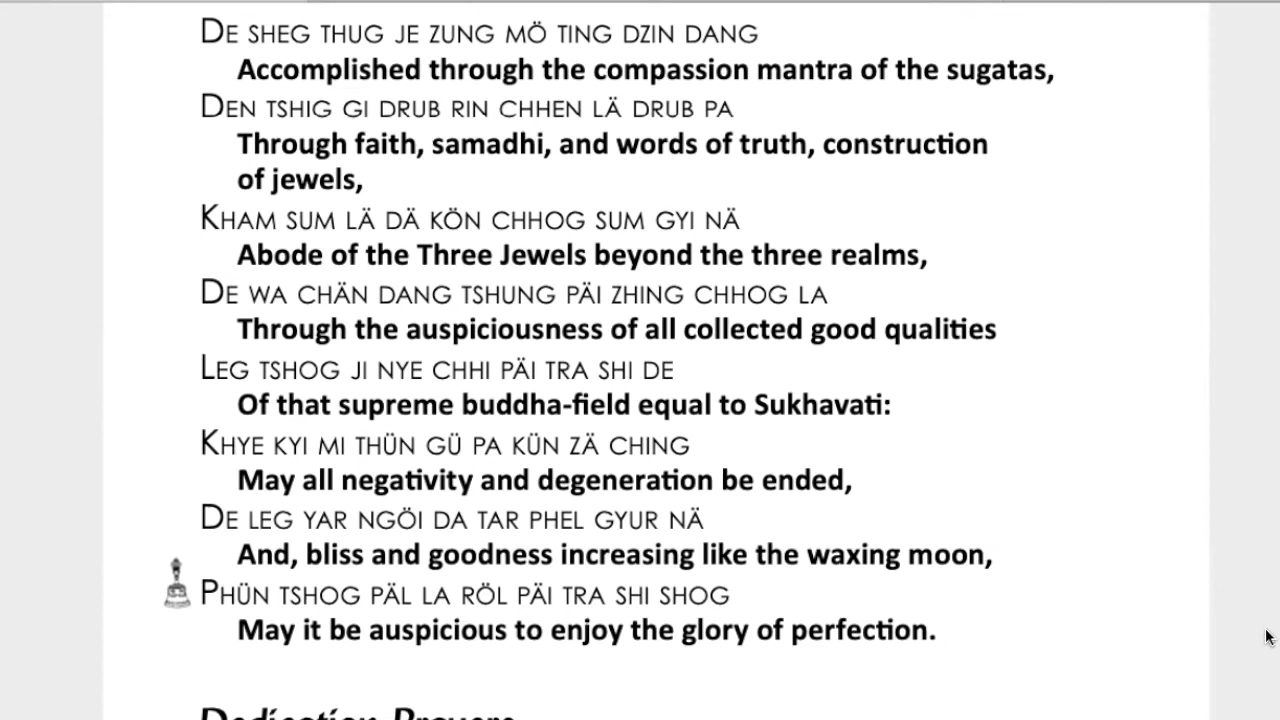 DE SHEG THUG JE ZUNG MÖ TING DZIN DANG
Accomplished through the compassion mantra of the sugatas,
DEN TSHIG GI DRUB RIN CHHEN LÄ DRUB PA
Through faith, samadhi, and words of truth, construction
of jewels,
KHAM SUM LÄ DÄ KÖN CHHOG SUM GYI NÄ
Abode of the Three Jewels beyond the three realms,
DE WA CHÄN DANG TSHUNG PÄI ZHING CHHOG LA
Through the auspiciousness of all collected good qualities
LEG TSHOG JI NYE CHHI PÄI TRA SHI DE
Of that supreme buddha-field equal to Sukhavati:
KHYE KYI MI THÜN GÜ PA KÜN ZÄ CHING
May all negativity and degeneration be ended,
DE LEG YAR NGÖI DA TAR PHEL GYUR NÄ
And, bliss and goodness increasing like the waxing moon,
PHÜN TSHOG PÄL LA RÖL PÄI TRA SHI SHOG
May it be auspicious to enjoy the glory of perfection.
Dedication Prayers